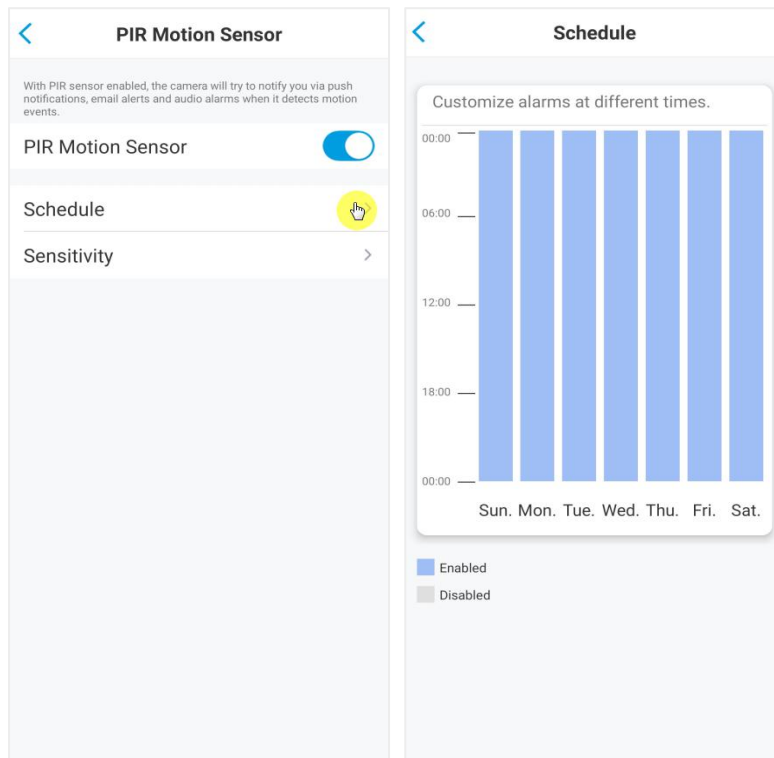 PIR Motion Sensor
With PIR sensor enabled, the camera will try to notify you via push
notifications, email alerts and audio alarms when it detects motion
events.
PIR Motion Sensor
Schedule
Sensitivity
Schedule
Customize alarms at different times.
00:00
06:00
12:00
18:00
00:00
Sun. Mon. Tue. Wed. Thu. Fri. Sat.
Enabled
Disabled